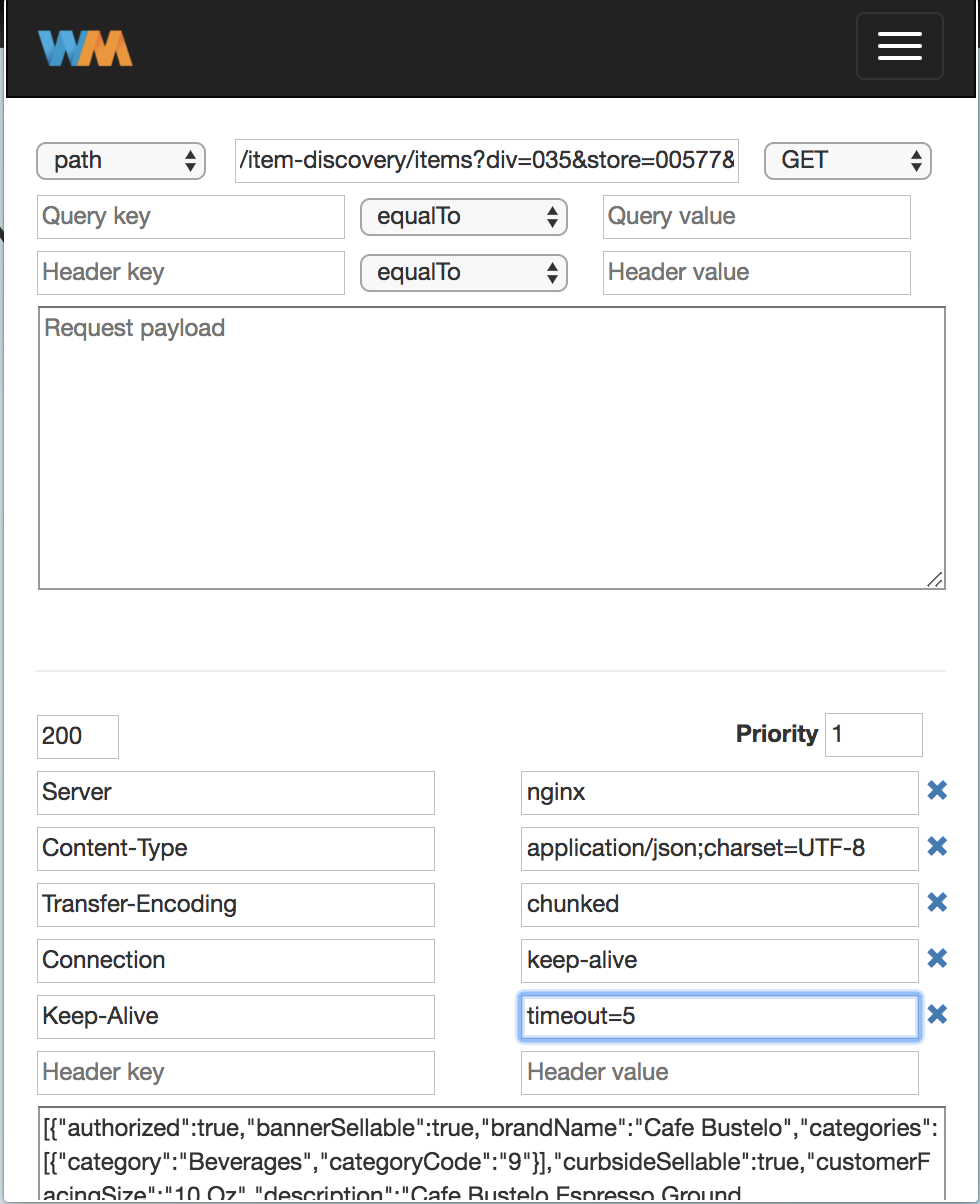 WM
path /item-discovery/items?div=035&store=00577& GET
Query key equalTo Query value
Header key equalTo Header value
Request payload
200 Priority 1
Server nginx
Content-Type application/json;charset=UTF-8
Transfer-Encoding chunked
Connection keep-alive
Keep-Alive timeout=5
Header key Header value
[{"authorized":true,"bannerSellable":true,"brandName":"Cafe Bustelo","categories":
[{"category":"Beverages","categoryCode":"9"}],"curbsideSellable":true,"customerF
acingSize":"10 Oz","description":"Cafe Bustelo Espresso Ground